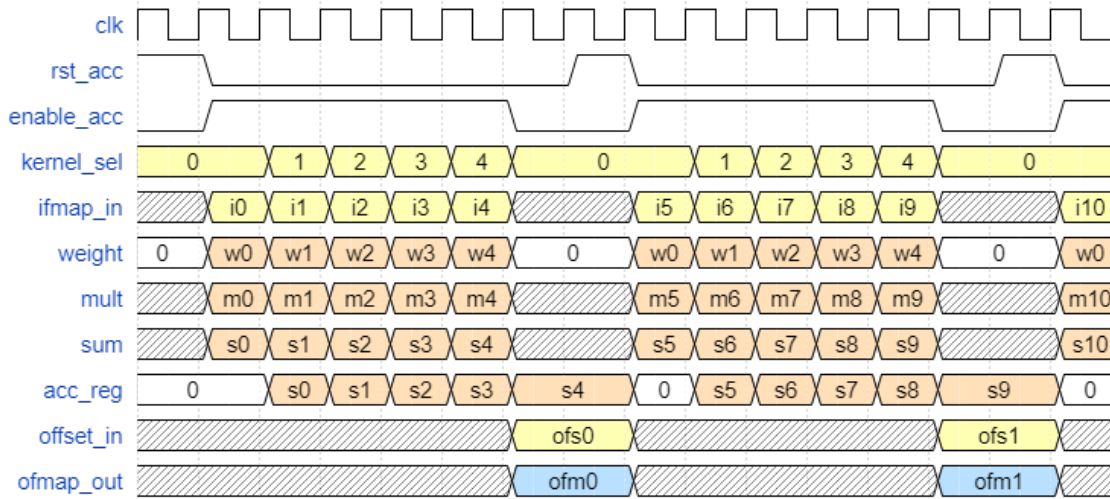 clk
rst_acc
enable_acc
kernel_sel 0 1 2 3 4 0 1 2 3 4 0
ifmap_in i0 i1 i2 i3 i4 i5 i6 i7 i8 i9 i10
weight 0 w0 w1 w2 w3 w4 0 w0 w1 w2 w3 w4 0 w0
mult m0 m1 m2 m3 m4 m5 m6 m7 m8 m9 m10
sum s0 s1 s2 s3 s4 s5 s6 s7 s8 s9 s10
acc_reg 0 s0 s1 s2 s3 s4 0 s5 s6 s7 s8 s9 0
offset_in ofs0 ofs1
ofmap_out ofm0 ofm1